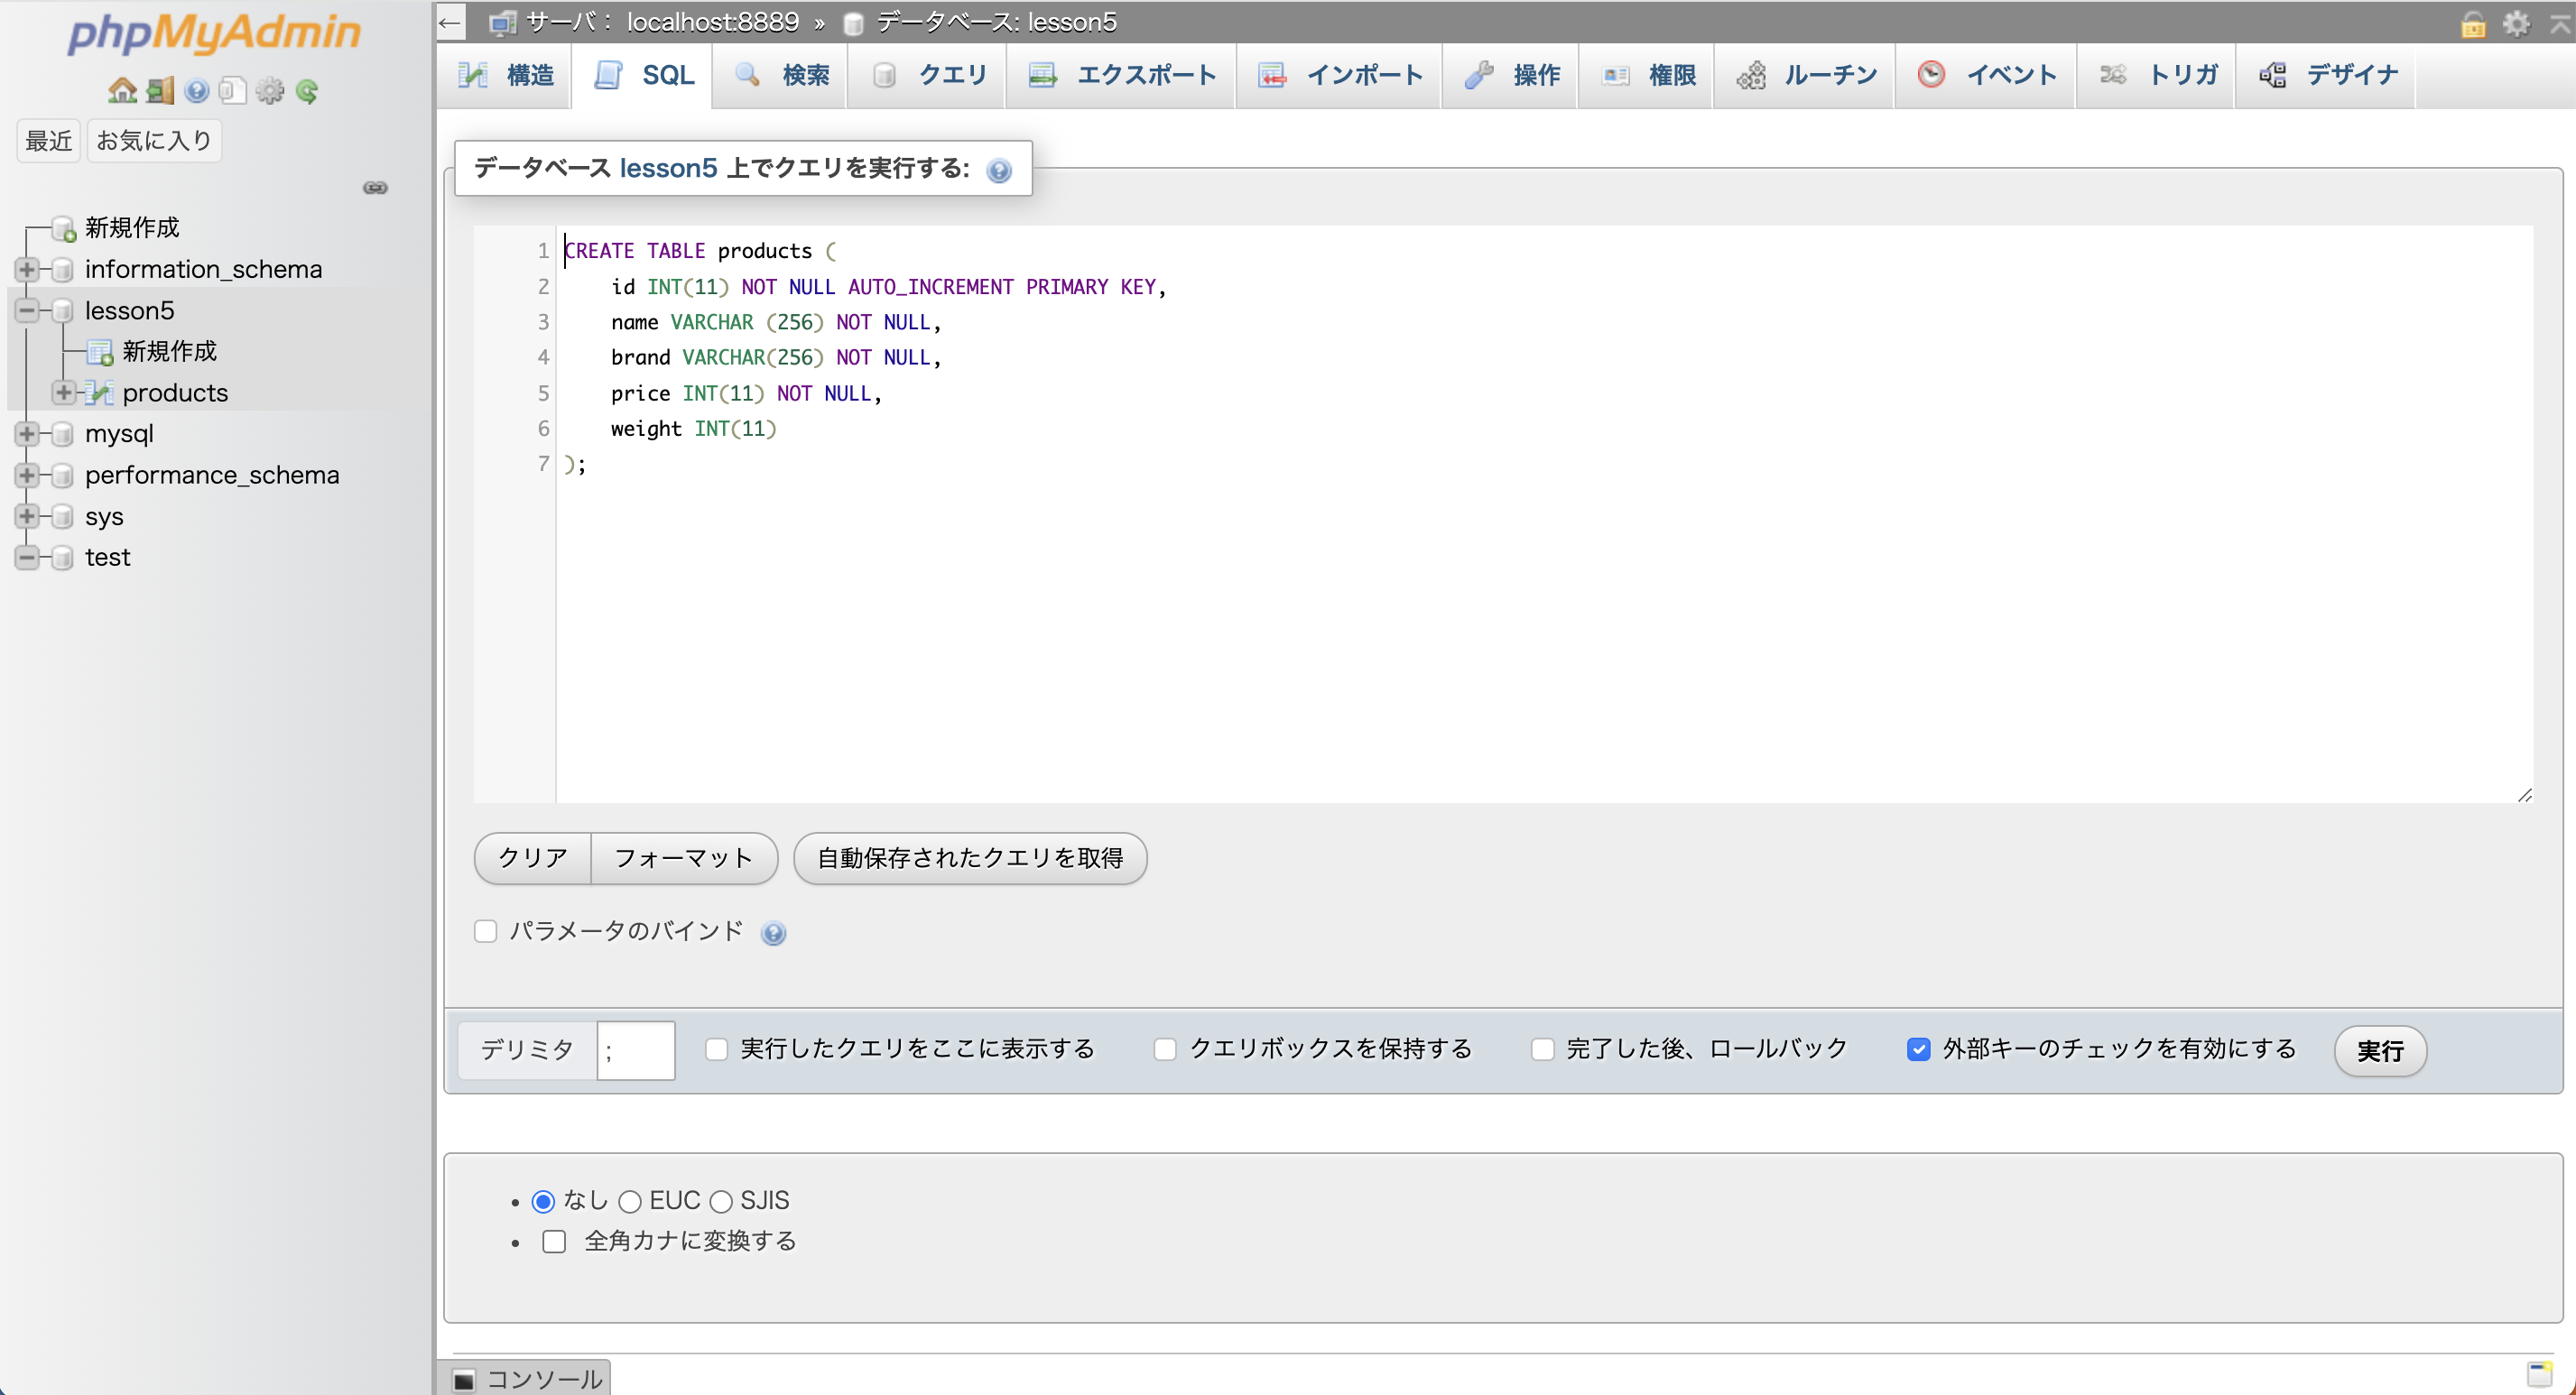 phpMyAdmin
最近 お気に入り
新規作成
information_schema
lesson5
新規作成
products
mysql
performance_schema
sys
test
← サーバ： localhost:8889 » データベース: lesson5
構造 SQL 検索 クエリ エクスポート インポート 操作 権限 ルーチン イベント トリガ デザイナ
データベース lesson5 上でクエリを実行する:
1 CREATE TABLE products (
2 id INT(11) NOT NULL AUTO_INCREMENT PRIMARY KEY,
3 name VARCHAR (256) NOT NULL,
4 brand VARCHAR(256) NOT NULL,
5 price INT(11) NOT NULL,
6 weight INT(11)
7 );
クリア フォーマット 自動保存されたクエリを取得
パラメータのバインド
デリミタ ; 実行したクエリをここに表示する クエリボックスを保持する 完了した後、ロールバック 外部キーのチェックを有効にする 実行
• なし EUC SJIS
• 全角カナに変換する
コンソール